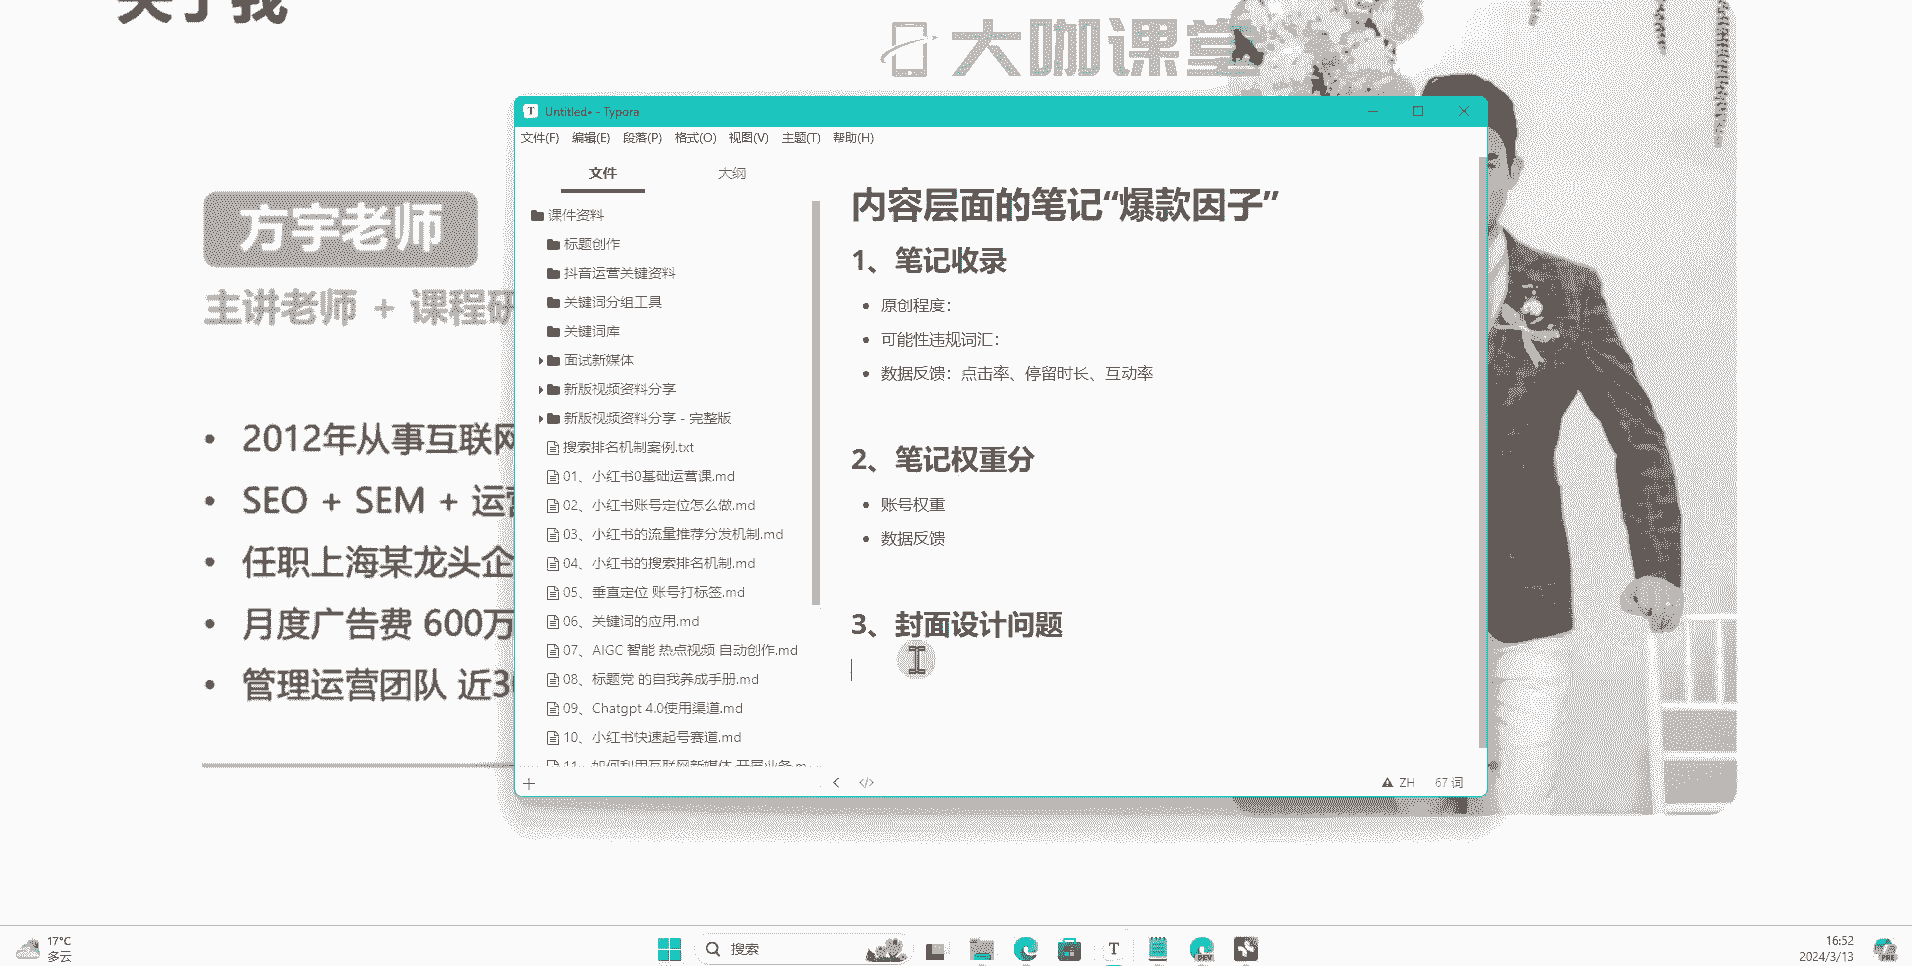 关于我
大咖课堂
方宇老师
主讲老师 + 课程研
2012年从事互联网
SEO + SEM + 运营
任职上海某龙头企
月度广告费 600万
管理运营团队 近30
Untitled• - Typora
文件(F) 编辑(E) 段落(P) 格式(O) 视图(V) 主题(T) 帮助(H)
文件 大纲
课件资料
标题创作
抖音运营关键资料
关键词分组工具
关键词库
面试新媒体
新版视频资料分享
新版视频资料分享 - 完整版
搜索排名机制案例.txt
01、小红书0基础运营课.md
02、小红书账号定位怎么做.md
03、小红书的流量推荐分发机制.md
04、小红书的搜索排名机制.md
05、垂直定位 账号打标签.md
06、关键词的应用.md
07、AIGC 智能 热点视频 自动创作.md
08、标题党 的自我养成手册.md
09、Chatgpt 4.0使用渠道.md
10、小红书快速起号赛道.md
11、如何利用互联网新媒体 开展业务.m
内容层面的笔记“爆款因子”
1、笔记收录
原创程度：
可能性违规词汇：
数据反馈：点击率、停留时长、互动率
2、笔记权重分
账号权重
数据反馈
3、封面设计问题
ZH 67 词
17°C
多云
搜索
T
DEV
16:52
2024/3/13
PRE